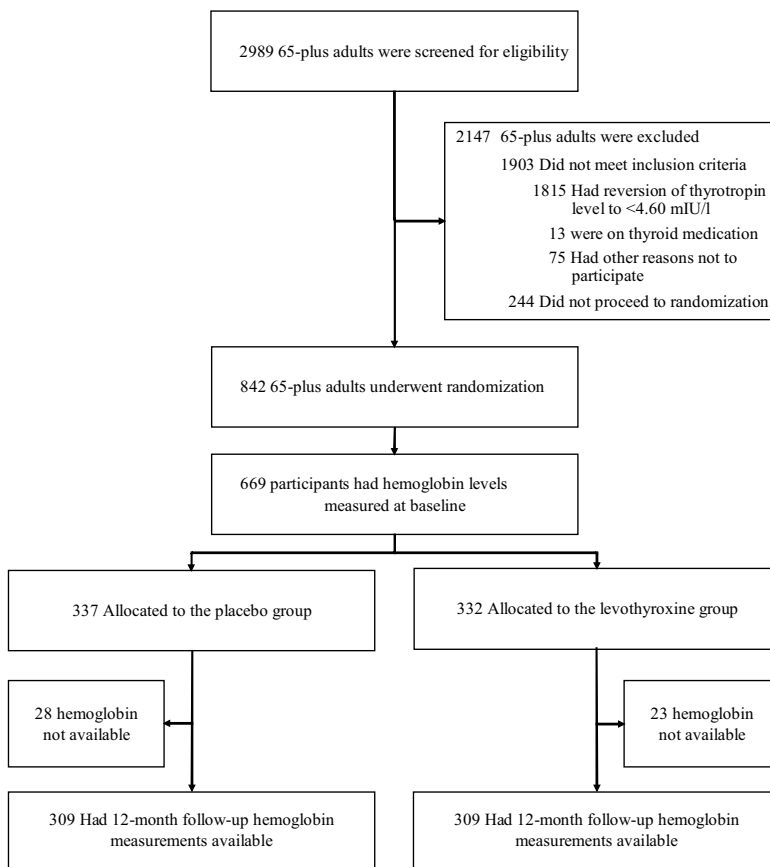 2989 65-plus adults were screened for eligibility
2147 65-plus adults were excluded
1903 Did not meet inclusion criteria
1815 Had reversion of thyrotropin
level to <4.60 mIU/l
13 were on thyroid medication
75 Had other reasons not to
participate
244 Did not proceed to randomization
842 65-plus adults underwent randomization
669 participants had hemoglobin levels
measured at baseline
337 Allocated to the placebo group
332 Allocated to the levothyroxine group
28 hemoglobin
not available
23 hemoglobin
not available
309 Had 12-month follow-up hemoglobin
measurements available
309 Had 12-month follow-up hemoglobin
measurements available